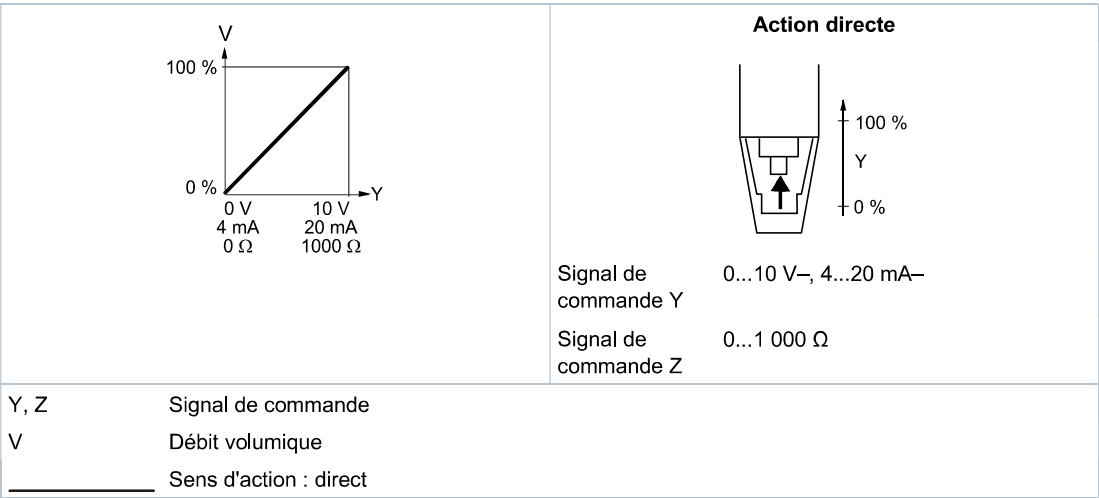 V
100 %
0 %
Y
0 V
10 V
4 mA
20 mA
0 Ω
1000 Ω
Action directe
100 %
Y
0 %
Signal de commande Y
0...10 V–, 4...20 mA–
Signal de commande Z
0...1 000 Ω
Y, Z Signal de commande
V Débit volumique
Sens d'action : direct